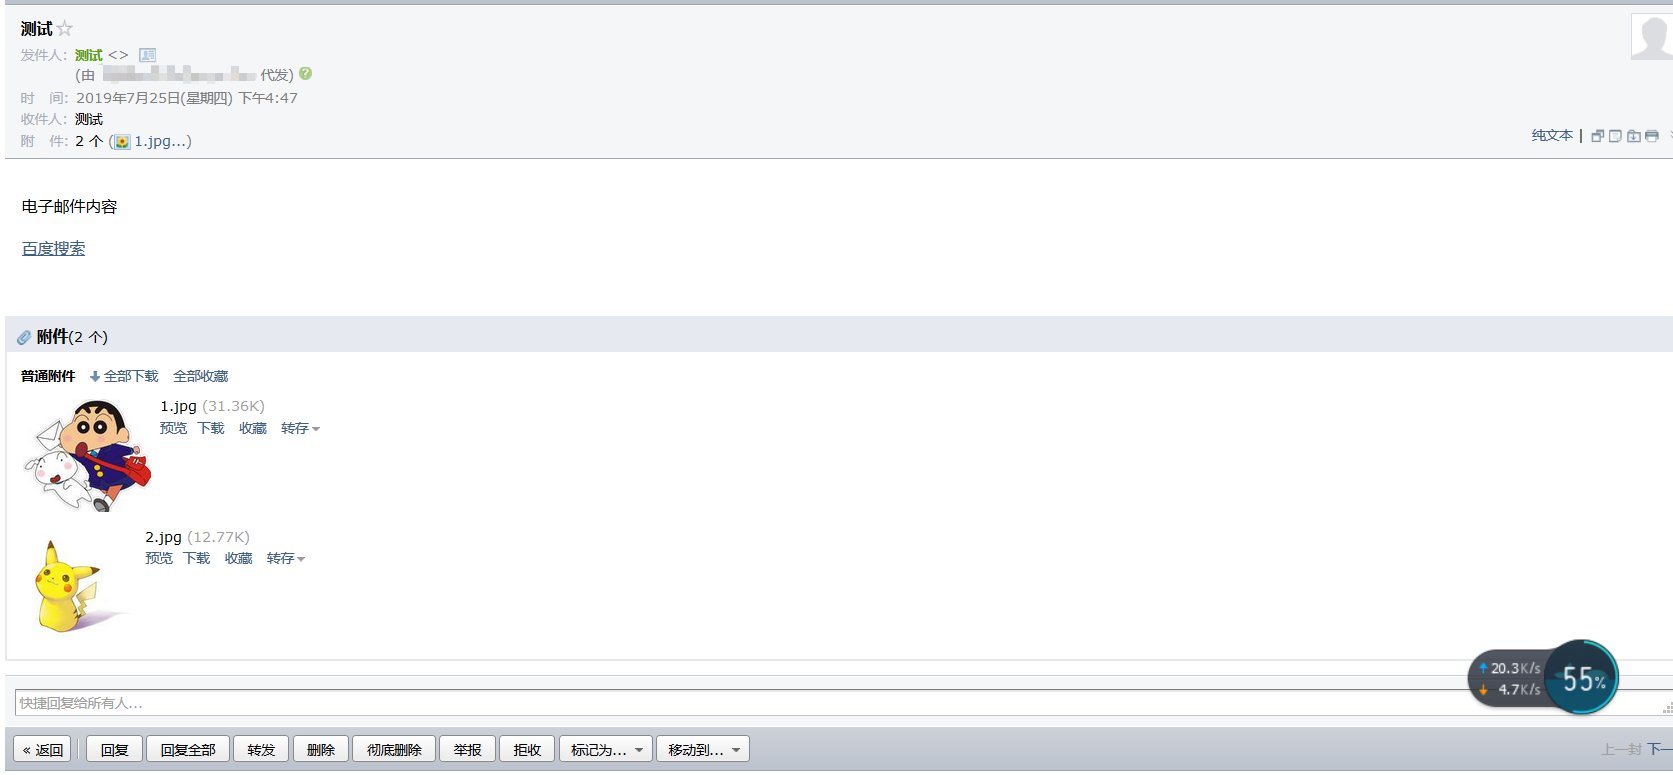 测试
发件人: 测试 <>
(由 代发) ?
时 间: 2019年7月25日(星期四) 下午4:47
收件人: 测试
附 件: 2 个 ( 1.jpg...)
纯文本 |
电子邮件内容
百度搜索
附件(2 个)
普通附件 全部下载 全部收藏
1.jpg (31.36K)
预览 下载 收藏 转存
2.jpg (12.77K)
预览 下载 收藏 转存
20.3K/s
4.7K/s
55%
快捷回复给所有人...
« 返回 回复 回复全部 转发 删除 彻底删除 举报 拒收 标记为... 移动到... 上一封 下一